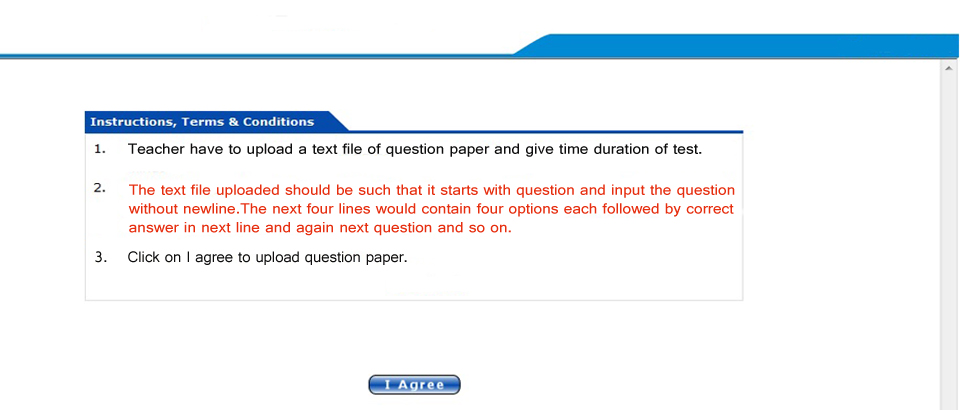 Instructions, Terms & Conditions
1. Teacher have to upload a text file of question paper and give time duration of test.
2. The text file uploaded should be such that it starts with question and input the question
without newline.The next four lines would contain four options each followed by correct
answer in next line and again next question and so on.
3. Click on I agree to upload question paper.
I Agree